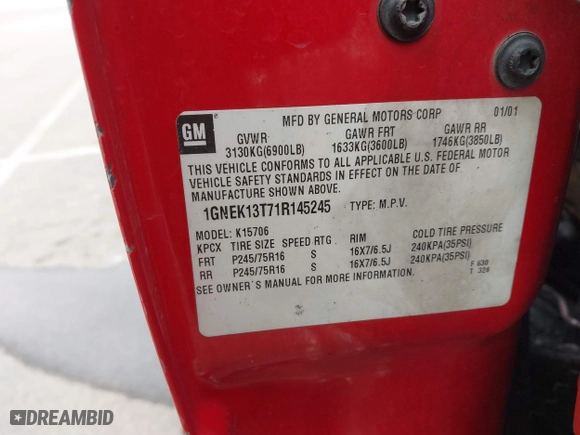 MFD BY GENERAL MOTORS CORP 01/01
GM
GVWR GAWR FRT GAWR RR
3130KG(6900LB) 1633KG(3600LB) 1746KG(3850LB)
THIS VEHICLE CONFORMS TO ALL APPLICABLE U.S. FEDERAL MOTOR
VEHICLE SAFETY STANDARDS IN EFFECT ON THE DATE OF
MANUFACTURE SHOWN ABOVE.
1GNEK13T71R145245 TYPE: M.P.V.
MODEL: K15706
KPCX TIRE SIZE SPEED RTG RIM COLD TIRE PRESSURE
FRT P245/75R16 S 16X7/6.5J 240KPA(35PSI)
RR P245/75R16 S 16X7/6.5J 240KPA(35PSI)
SEE OWNER'S MANUAL FOR MORE INFORMATION.
F 630
T 328
DREAMBID